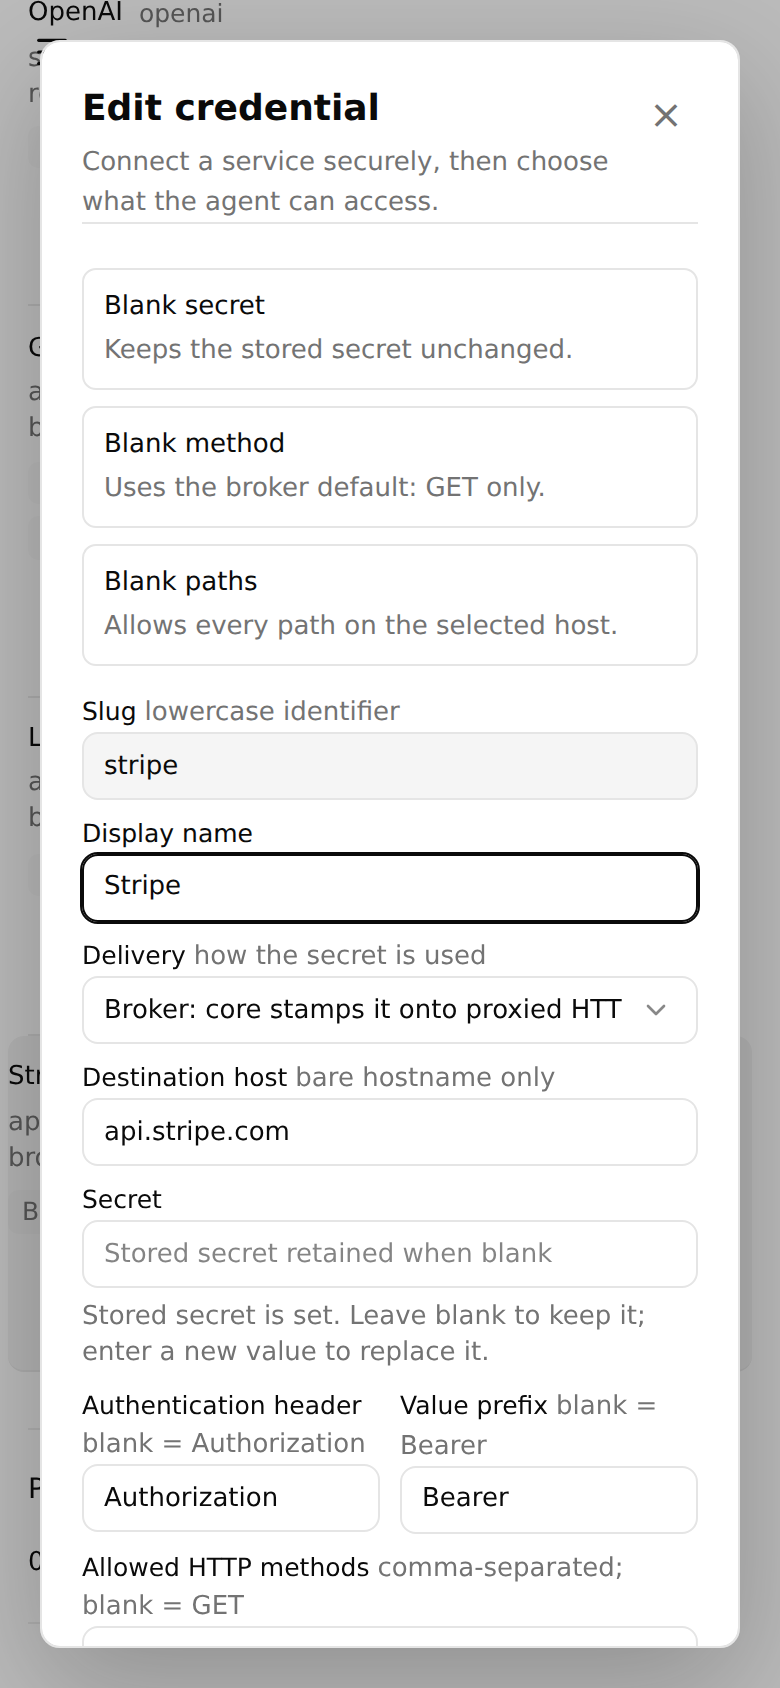 OpenAI openai
Edit credential
Connect a service securely, then choose
what the agent can access.
Blank secret
Keeps the stored secret unchanged.
Blank method
Uses the broker default: GET only.
Blank paths
Allows every path on the selected host.
Slug lowercase identifier
stripe
Display name
Stripe
Delivery how the secret is used
Broker: core stamps it onto proxied HTT
Destination host bare hostname only
api.stripe.com
Secret
Stored secret retained when blank
Stored secret is set. Leave blank to keep it;
enter a new value to replace it.
Authentication header
blank = Authorization
Value prefix blank =
Bearer
Authorization
Bearer
Allowed HTTP methods comma-separated;
blank = GET